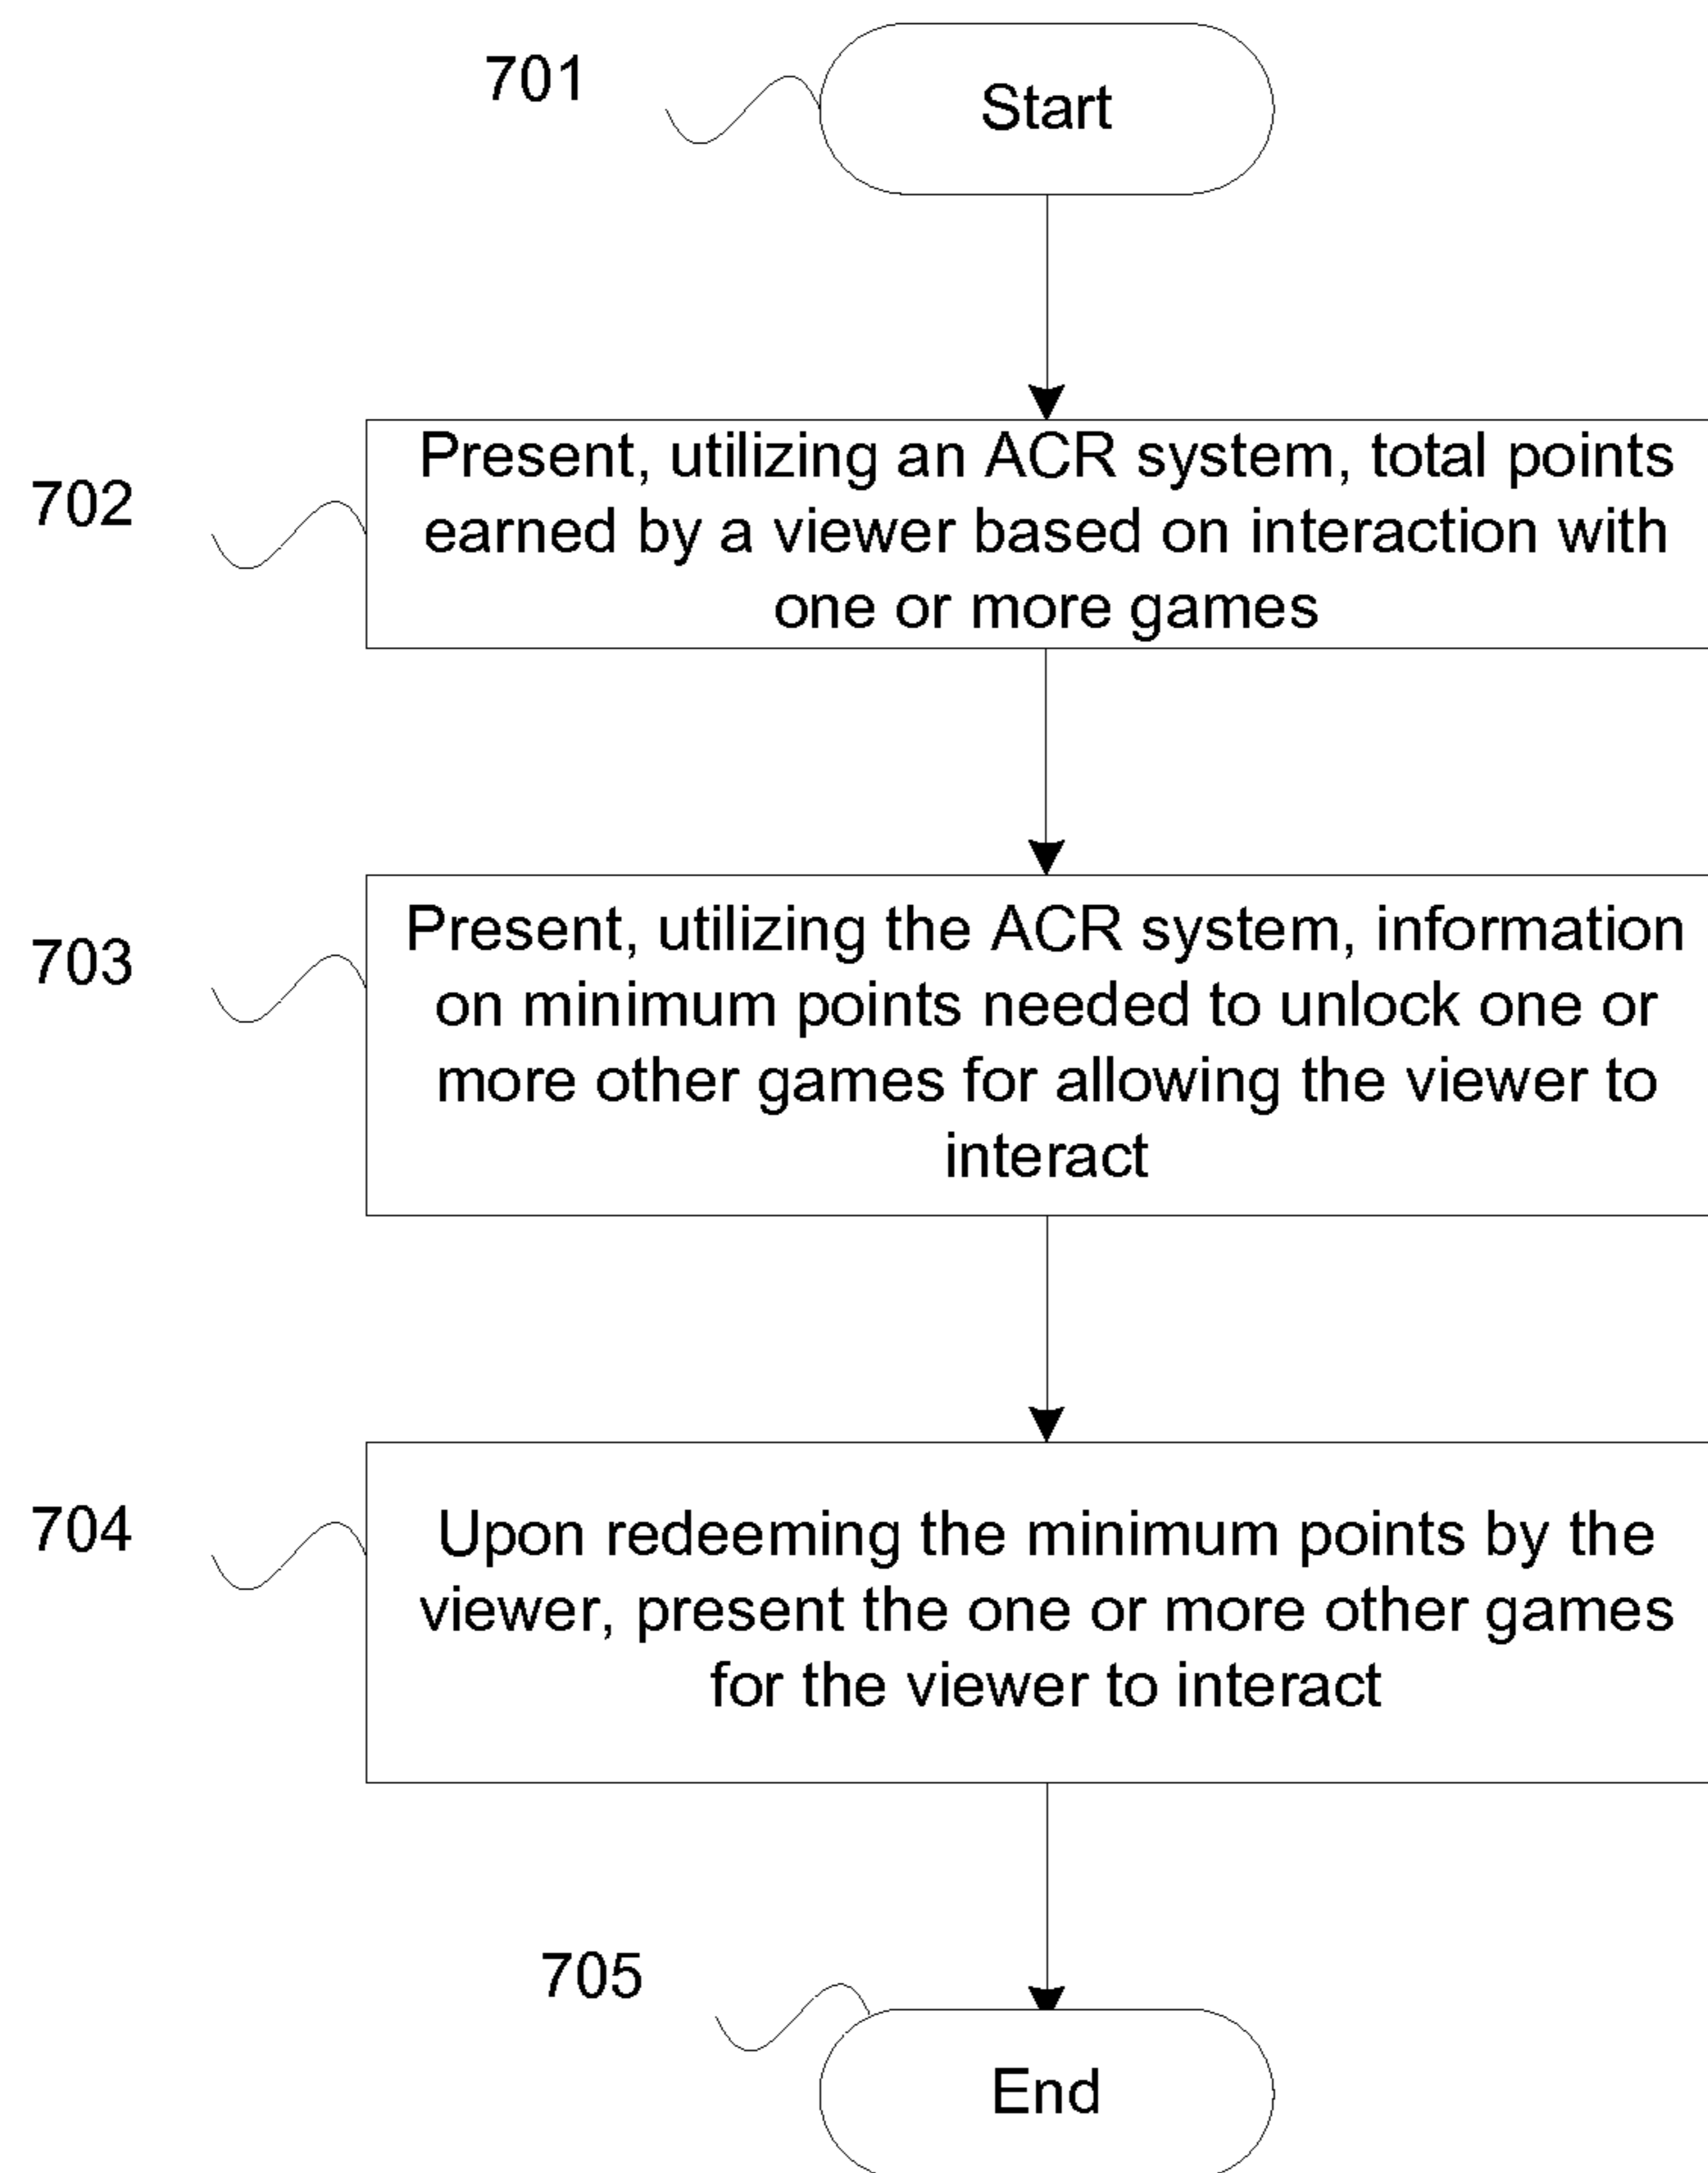 701
Start
702
Present, utilizing an ACR system, total points
earned by a viewer based on interaction with
one or more games
703
Present, utilizing the ACR system, information
on minimum points needed to unlock one or
more other games for allowing the viewer to
interact
704
Upon redeeming the minimum points by the
viewer, present the one or more other games
for the viewer to interact
705
End